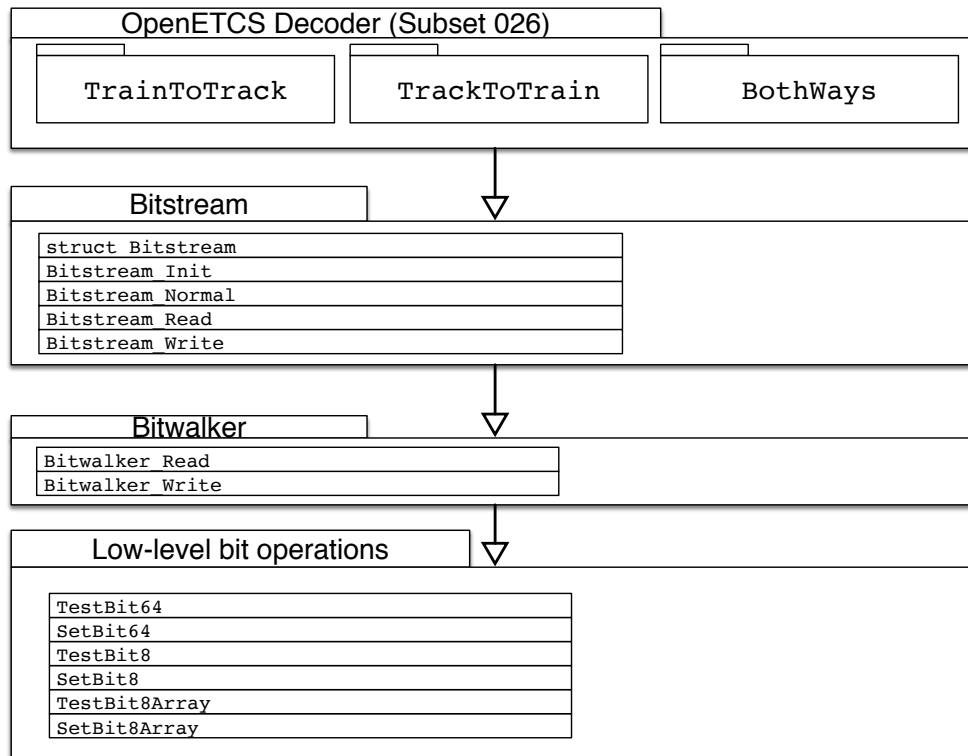 OpenETCS Decoder (Subset 026)
TrainToTrack
TrackToTrain
BothWays
Bitstream
struct Bitstream
Bitstream_Init
Bitstream_Normal
Bitstream_Read
Bitstream_Write
Bitwalker
Bitwalker_Read
Bitwalker_Write
Low-level bit operations
TestBit64
SetBit64
TestBit8
SetBit8
TestBit8Array
SetBit8Array